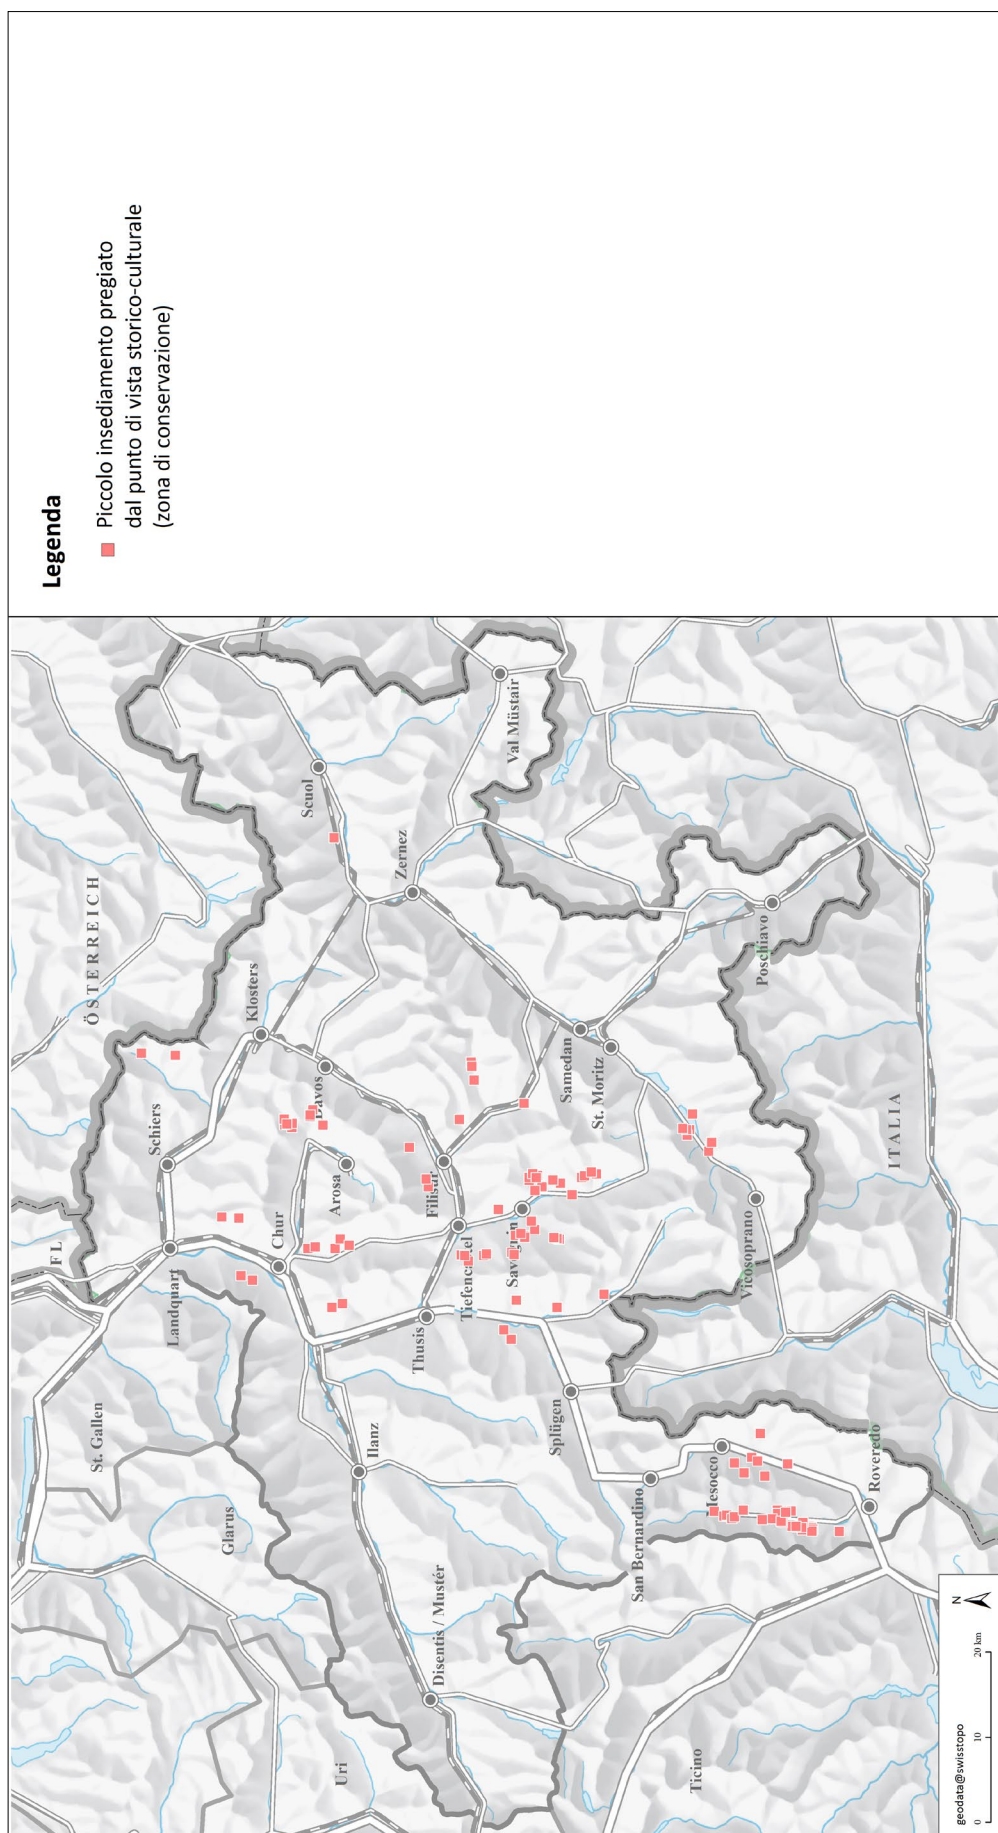 Legenda
Piccolo insediamento pregiato
dal punto di vista storico-culturale
(zona di conservazione)
ÖSTERREICH
FL
St. Gallen
Glarus
Uri
Landquart
Schiers
Klosters
Scuol
Chur
Arosa
Davos
Zernez
Val Müstair
Ilanz
Thusis
Filisur
Disentis / Mustér
Tiefencastel
Savognin
Splügen
Samedan
St. Moritz
San Bernardino
Mesocco
Vicosoprano
Poschiavo
Roveredo
Ticino
ITALIA
geodata@swisstopo
N
0 10 20 km